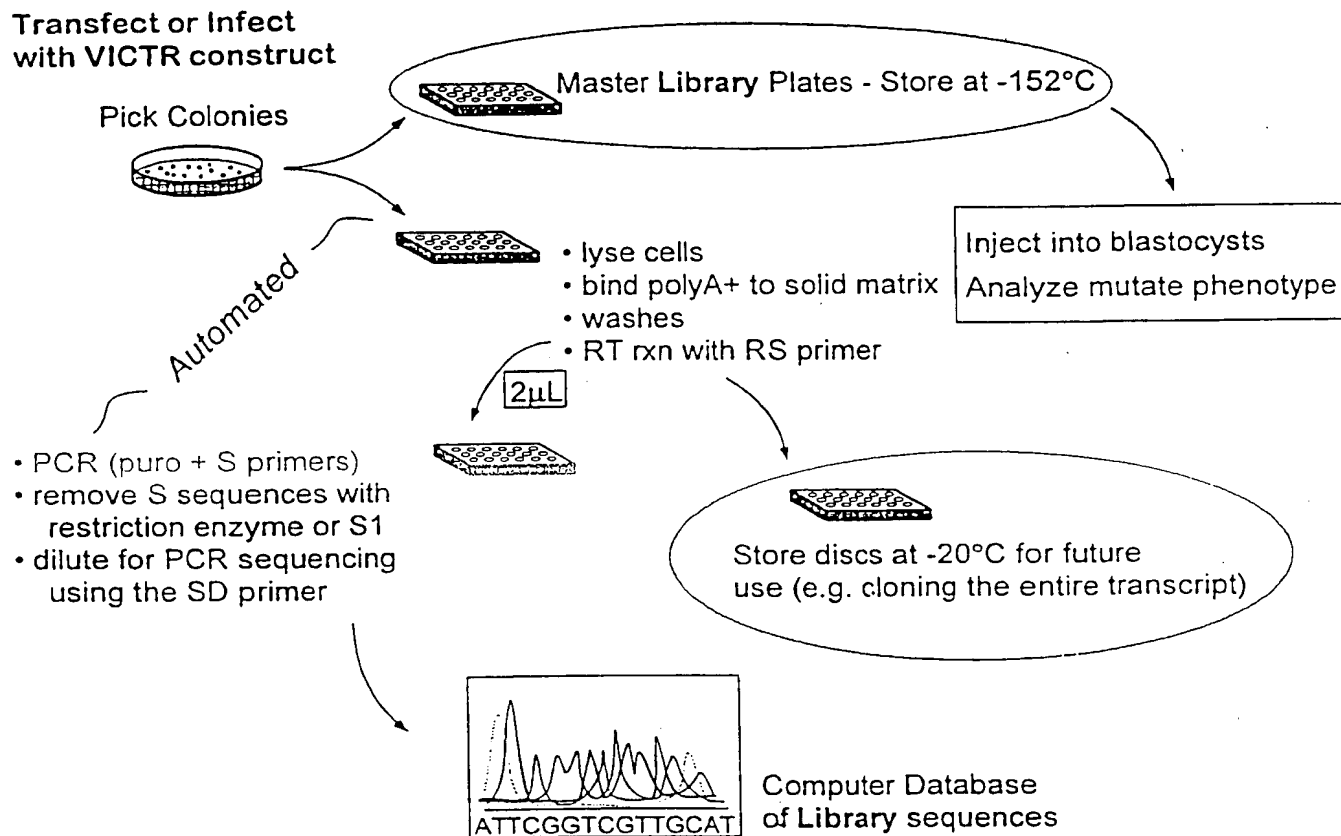 Transfect or Infect
with VICTR construct
Pick Colonies
Master Library Plates - Store at -152°C
Inject into blastocysts
Analyze mutate phenotype
Automated
• lyse cells
• bind polyA+ to solid matrix
• washes
• RT rxn with RS primer
2µL
• PCR (puro + S primers)
• remove S sequences with
restriction enzyme or S1
• dilute for PCR sequencing
using the SD primer
Store discs at -20°C for future
use (e.g. cloning the entire transcript)
ATTCGGTCGTTGCAT
Computer Database
of Library sequences